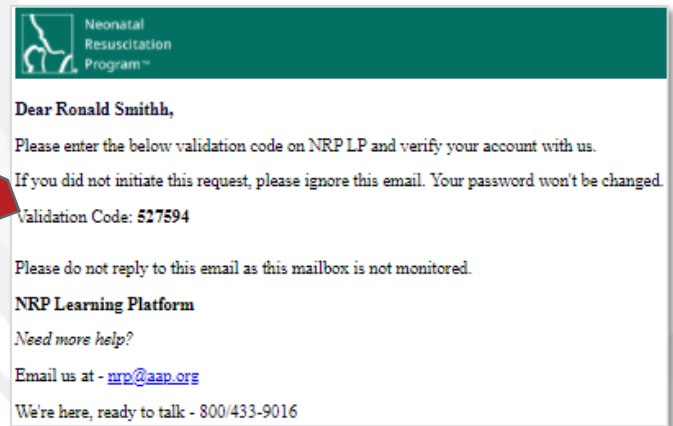 Neonatal
Resuscitation
Program™
Dear Ronald Smithh,
Please enter the below validation code on NRP LP and verify your account with us.
If you did not initiate this request, please ignore this email. Your password won't be changed.
Validation Code: 527594
Please do not reply to this email as this mailbox is not monitored.
NRP Learning Platform
Need more help?
Email us at - nrp@aap.org
We're here, ready to talk - 800/433-9016